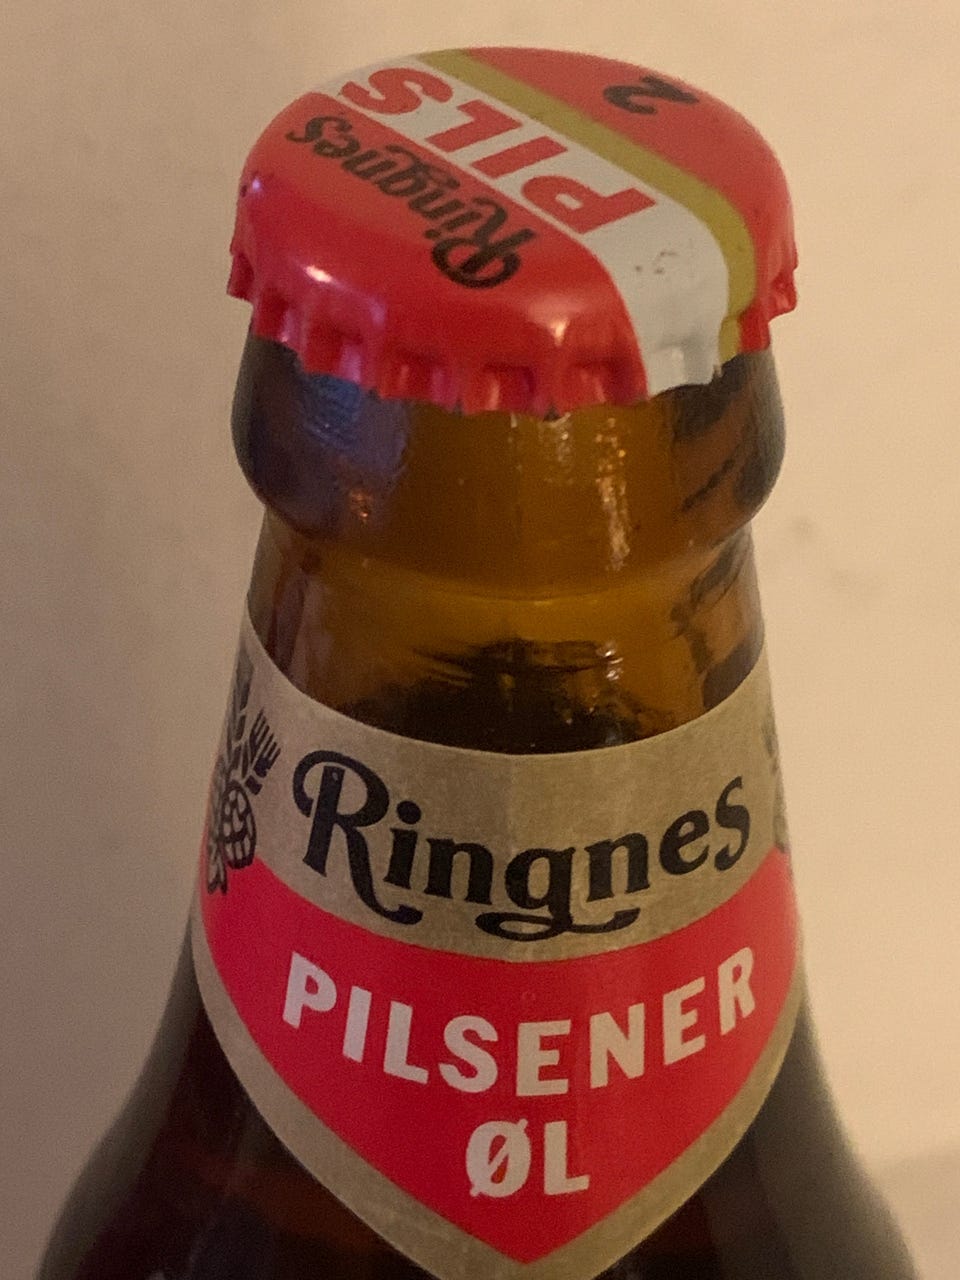 2
PILS
Ringnes
Ringnes
PILSENER
ØL